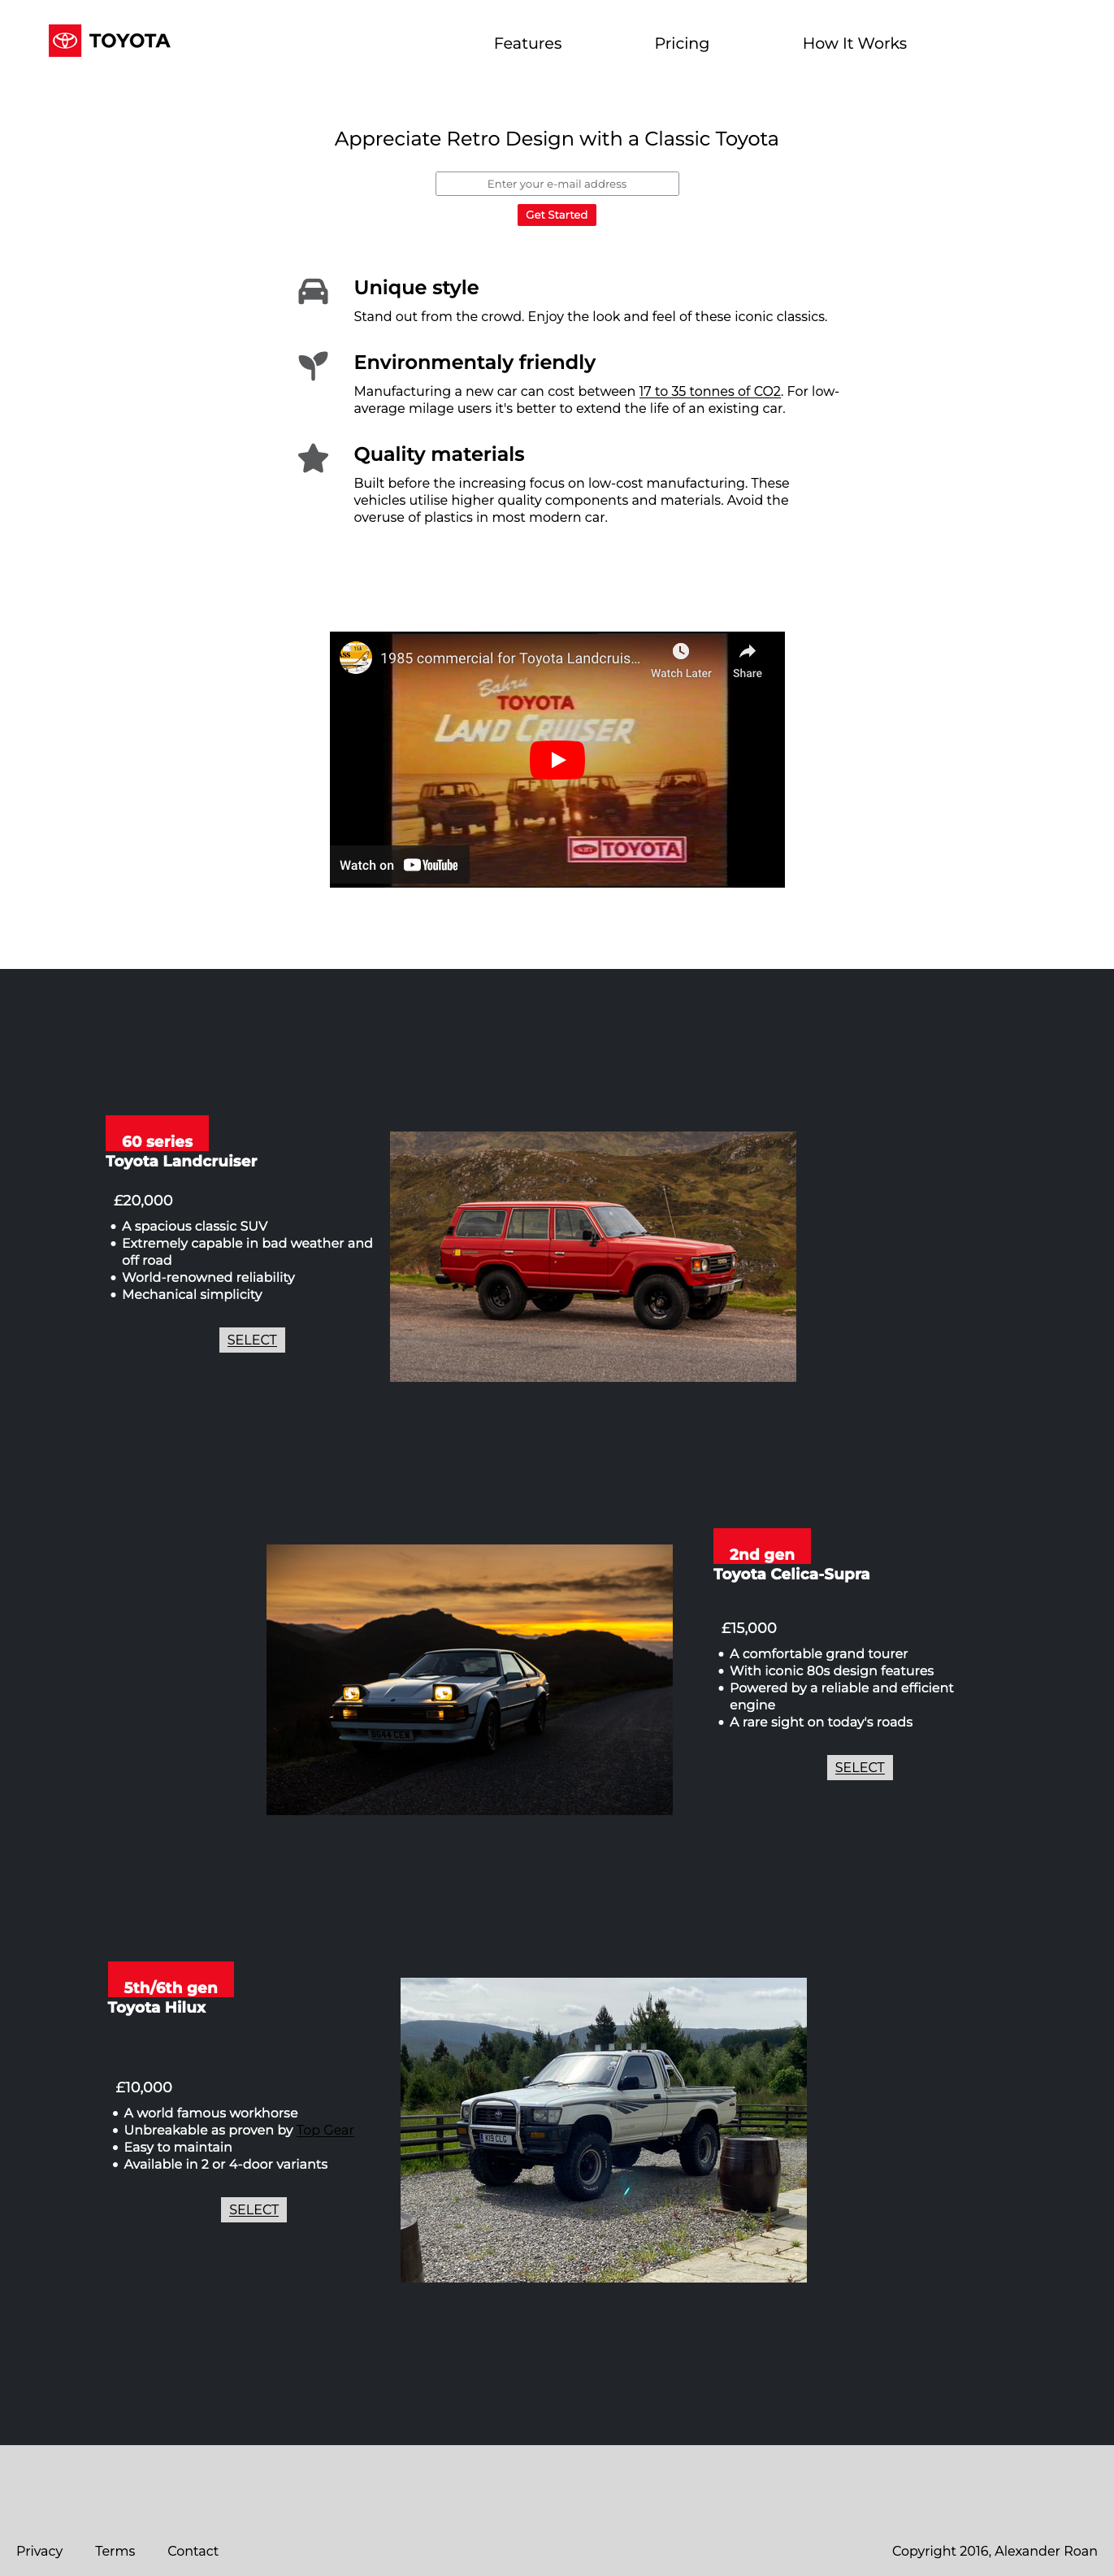 TOYOTA
Features
Pricing
How It Works
Appreciate Retro Design with a Classic Toyota
Enter your e-mail address
Get Started
Unique style
Stand out from the crowd. Enjoy the look and feel of these iconic classics.
Environmentaly friendly
Manufacturing a new car can cost between 17 to 35 tonnes of CO2. For low-
average milage users it's better to extend the life of an existing car.
Quality materials
Built before the increasing focus on low-cost manufacturing. These
vehicles utilise higher quality components and materials. Avoid the
overuse of plastics in most modern car.
1985 commercial for Toyota Landcruis...
Watch Later
Share
Bahru
TOYOTA
LAND CRUISER
TOYOTA
Watch on YouTube
60 series
Toyota Landcruiser
£20,000
• A spacious classic SUV
• Extremely capable in bad weather and
off road
• World-renowned reliability
• Mechanical simplicity
SELECT
2nd gen
Toyota Celica-Supra
£15,000
• A comfortable grand tourer
• With iconic 80s design features
• Powered by a reliable and efficient
engine
• A rare sight on today's roads
SELECT
5th/6th gen
Toyota Hilux
£10,000
• A world famous workhorse
• Unbreakable as proven by Top Gear
• Easy to maintain
• Available in 2 or 4-door variants
SELECT
K19 CLG
Privacy
Terms
Contact
Copyright 2016, Alexander Roan